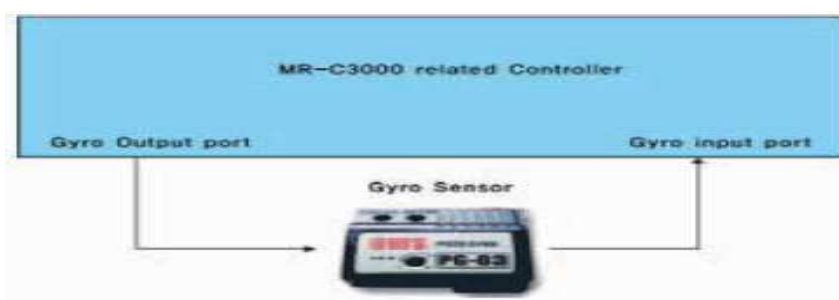 MR-C3000 related Controller
Gyro Output port
Gyro input port
Gyro Sensor
PG-03